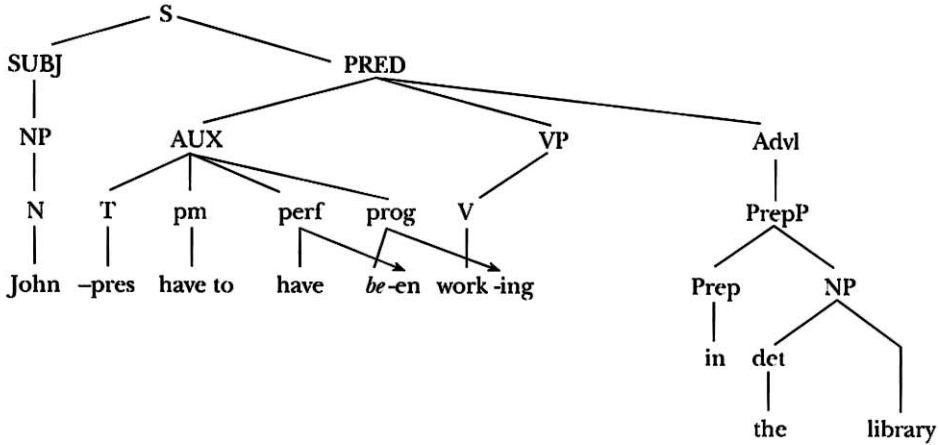 S
SUBJ PRED
NP AUX VP Advl
N T pm perf prog V PrepP
John –pres have to have be-en work -ing Prep NP
in det
the library